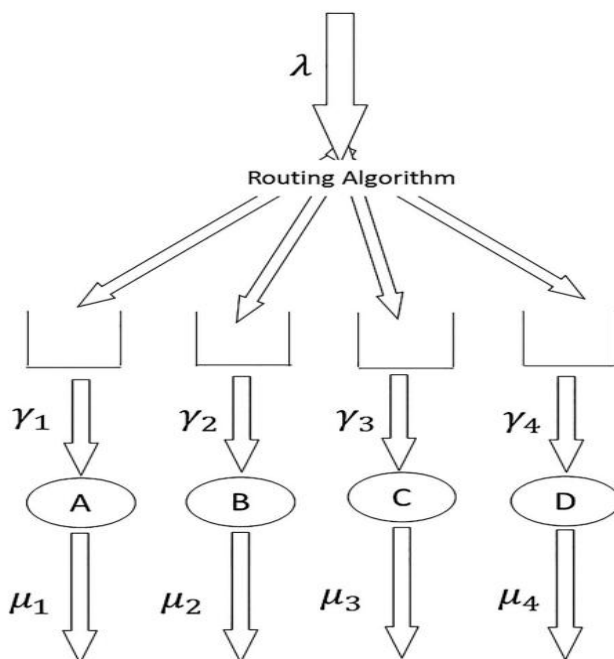 λ
Routing Algorithm
γ₁ γ₂ γ₃ γ₄
A B C D
μ₁ μ₂ μ₃ μ₄